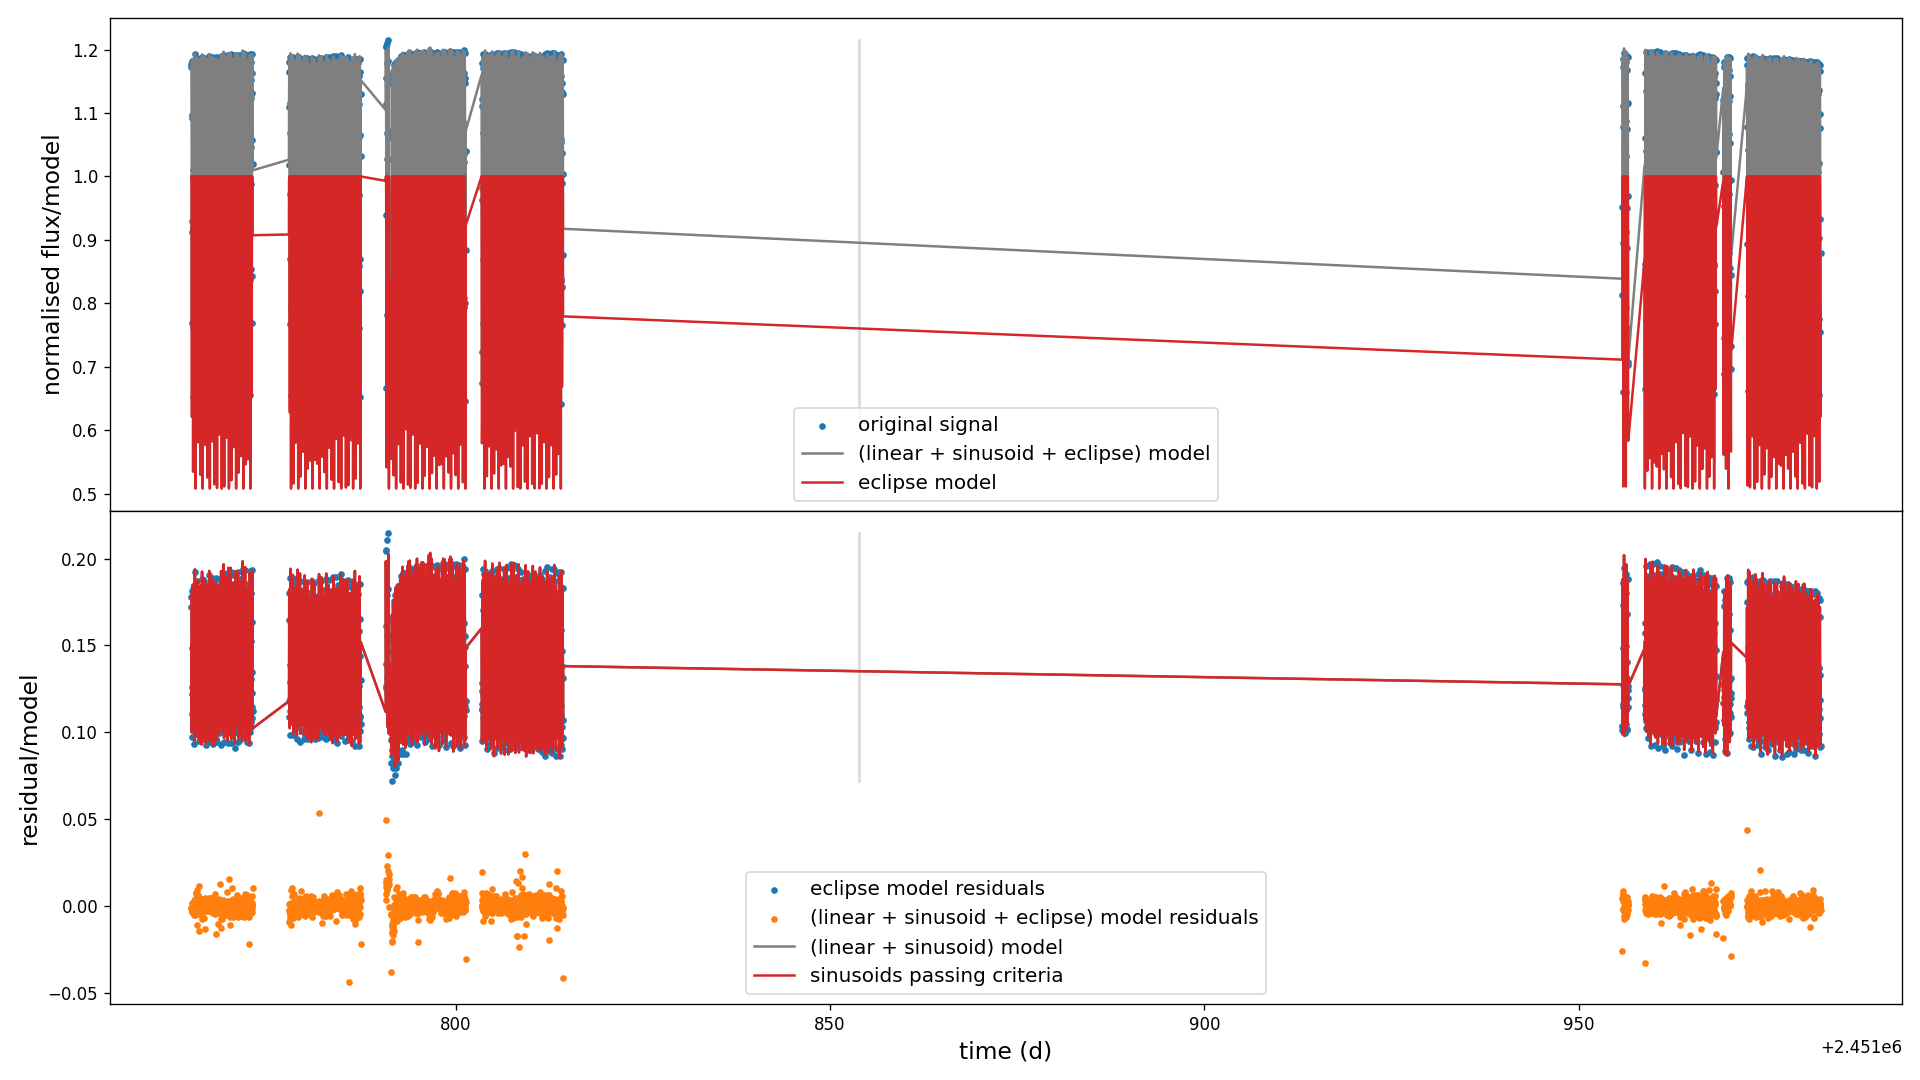 normalised flux/model
1.2
1.1
1.0
0.9
0.8
0.7
0.6
0.5
original signal
(linear + sinusoid + eclipse) model
eclipse model
residual/model
0.20
0.15
0.10
0.05
0.00
−0.05
eclipse model residuals
(linear + sinusoid + eclipse) model residuals
(linear + sinusoid) model
sinusoids passing criteria
800
850
900
950
time (d)
+2.451e6